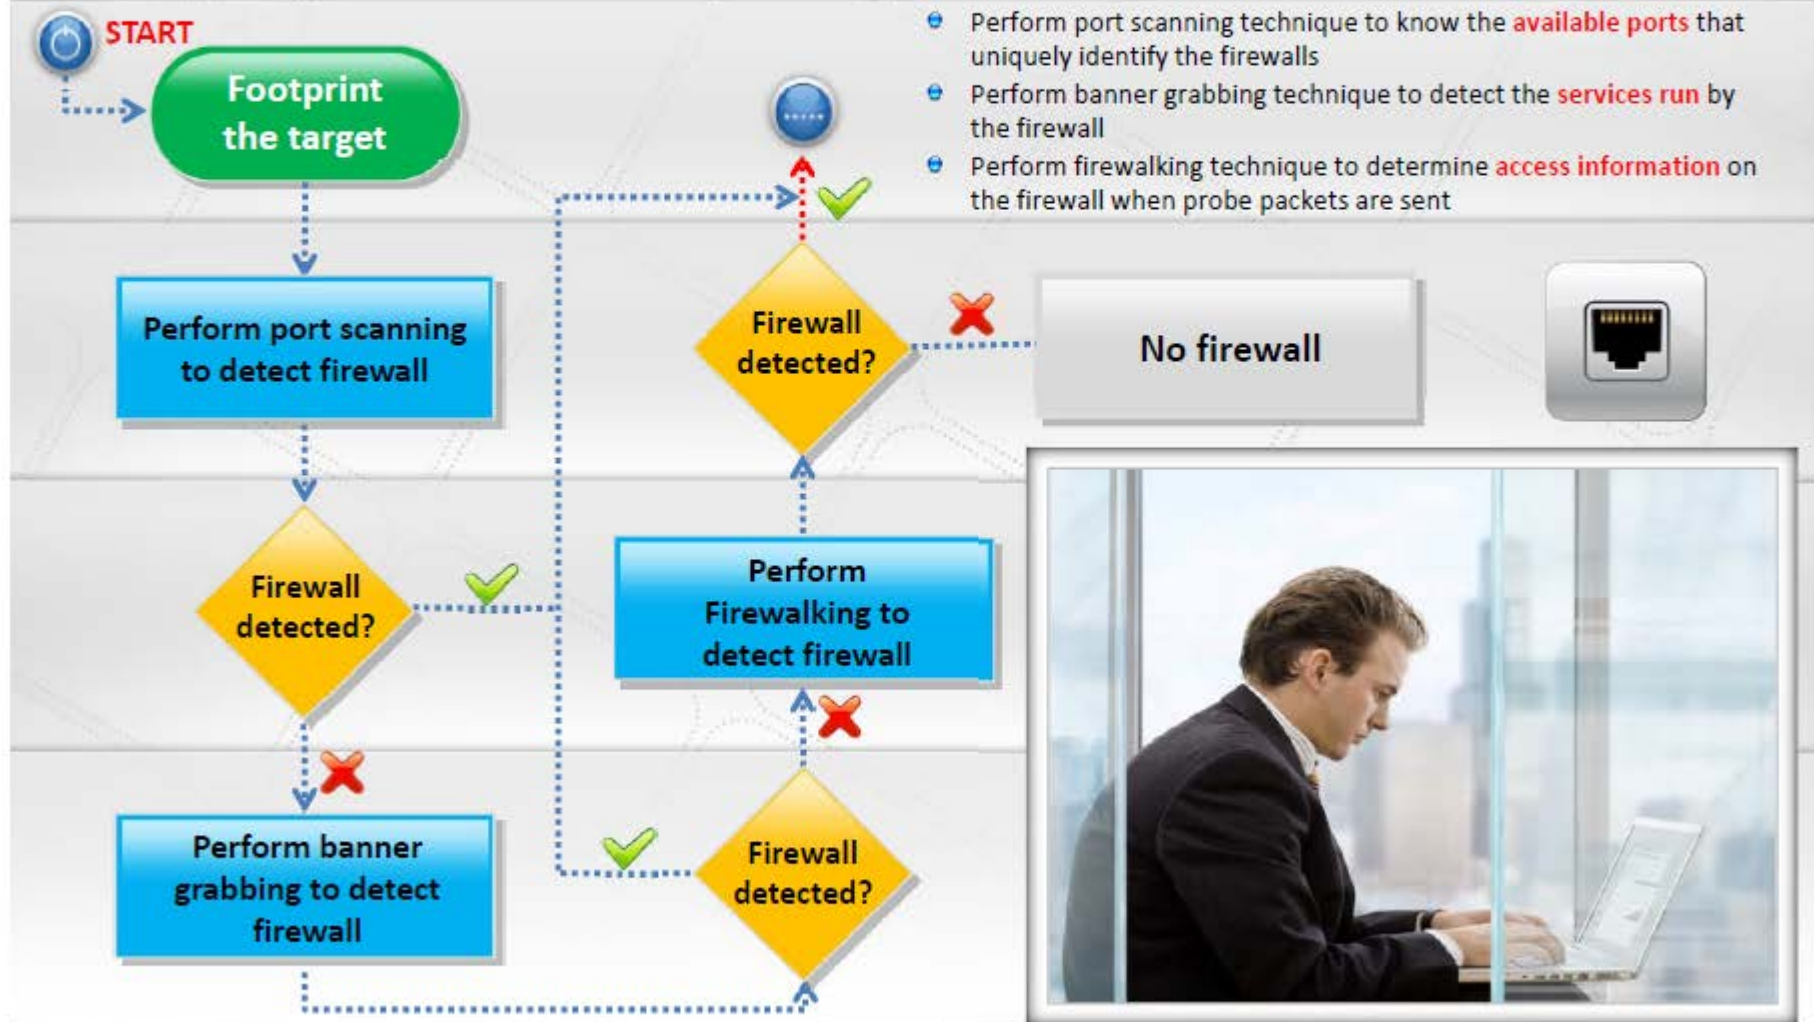 START
Footprint
the target
Perform port scanning
to detect firewall
Firewall
detected?
Perform banner
grabbing to detect
firewall
Firewall
detected?
Perform
Firewalking to
detect firewall
Firewall
detected?
No firewall
Perform port scanning technique to know the available ports that
uniquely identify the firewalls
Perform banner grabbing technique to detect the services run by
the firewall
Perform firewalking technique to determine access information on
the firewall when probe packets are sent